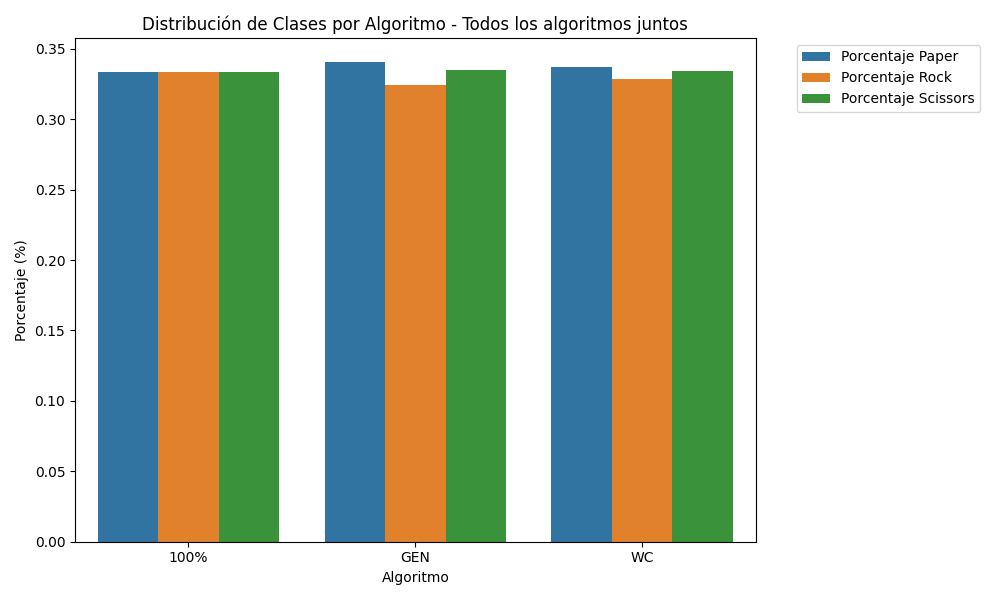 Distribución de Clases por Algoritmo - Todos los algoritmos juntos
Porcentaje Paper
Porcentaje Rock
Porcentaje Scissors
Porcentaje (%)
0.35
0.30
0.25
0.20
0.15
0.10
0.05
0.00
100%
GEN
WC
Algoritmo